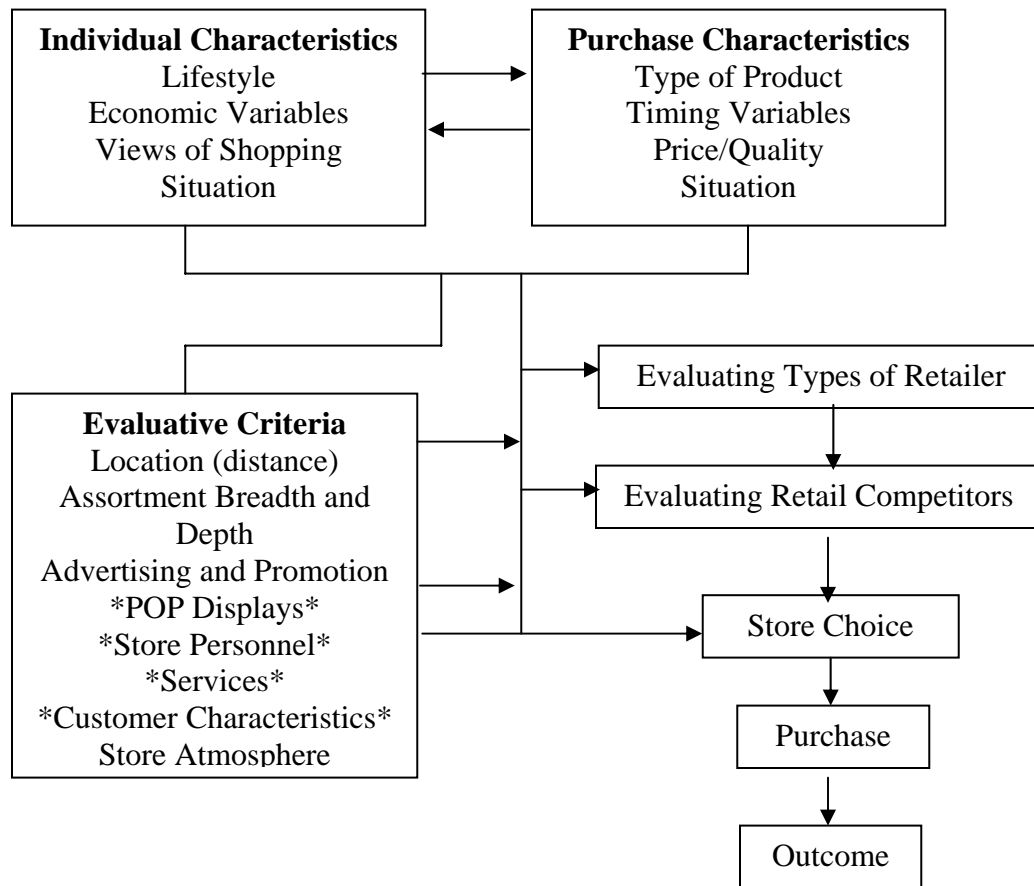 Individual Characteristics
Lifestyle
Economic Variables
Views of Shopping
Situation
Purchase Characteristics
Type of Product
Timing Variables
Price/Quality
Situation
Evaluative Criteria
Location (distance)
Assortment Breadth and
Depth
Advertising and Promotion
*POP Displays*
*Store Personnel*
*Services*
*Customer Characteristics*
Store Atmosphere
Evaluating Types of Retailer
Evaluating Retail Competitors
Store Choice
Purchase
Outcome